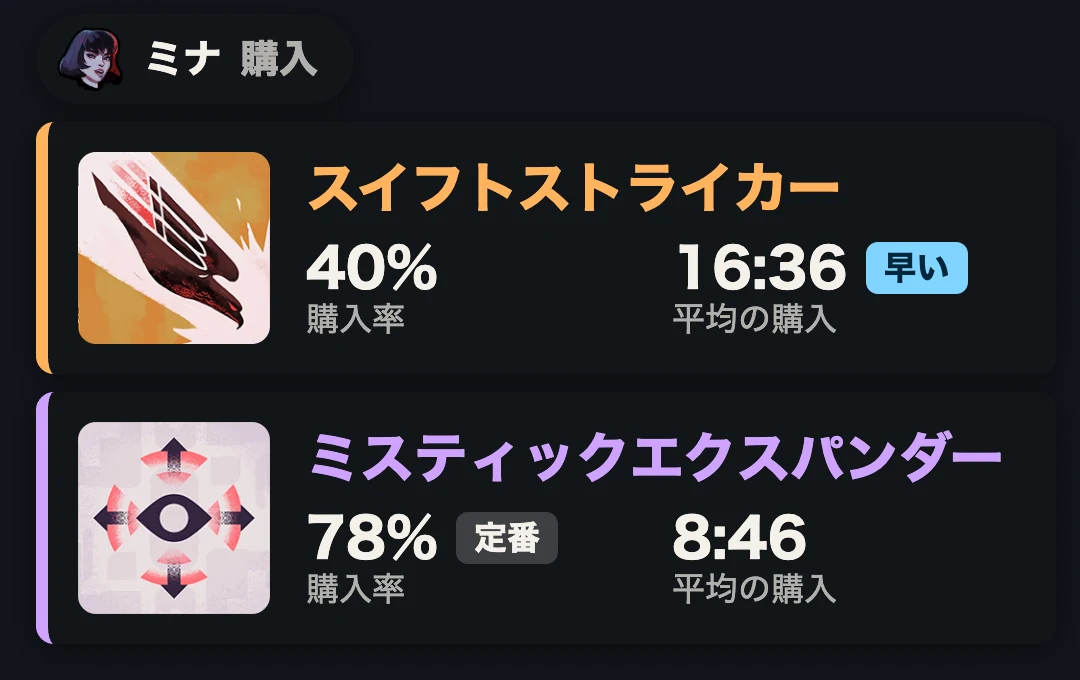 ミナ 購入
スイフトストライカー
40% 16:36 早い
購入率 平均の購入
ミスティックエクスパンダー
78% 定番 8:46
購入率 平均の購入